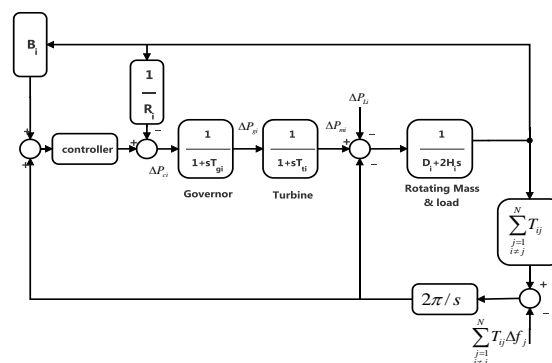 B_i
1
R_i
controller
ΔP_ci
ΔP_gi
1
1+sT_gi
Governor
1
1+sT_ti
Turbine
ΔP_mi
ΔP_Li
1
D_i+2H_is
Rotating Mass
& load
N
∑ T_ij
j=1
i≠j
2π/s
N
∑ T_ij Δf_j
j=1
i≠j
+
+
+
−
+
−
−
+
−